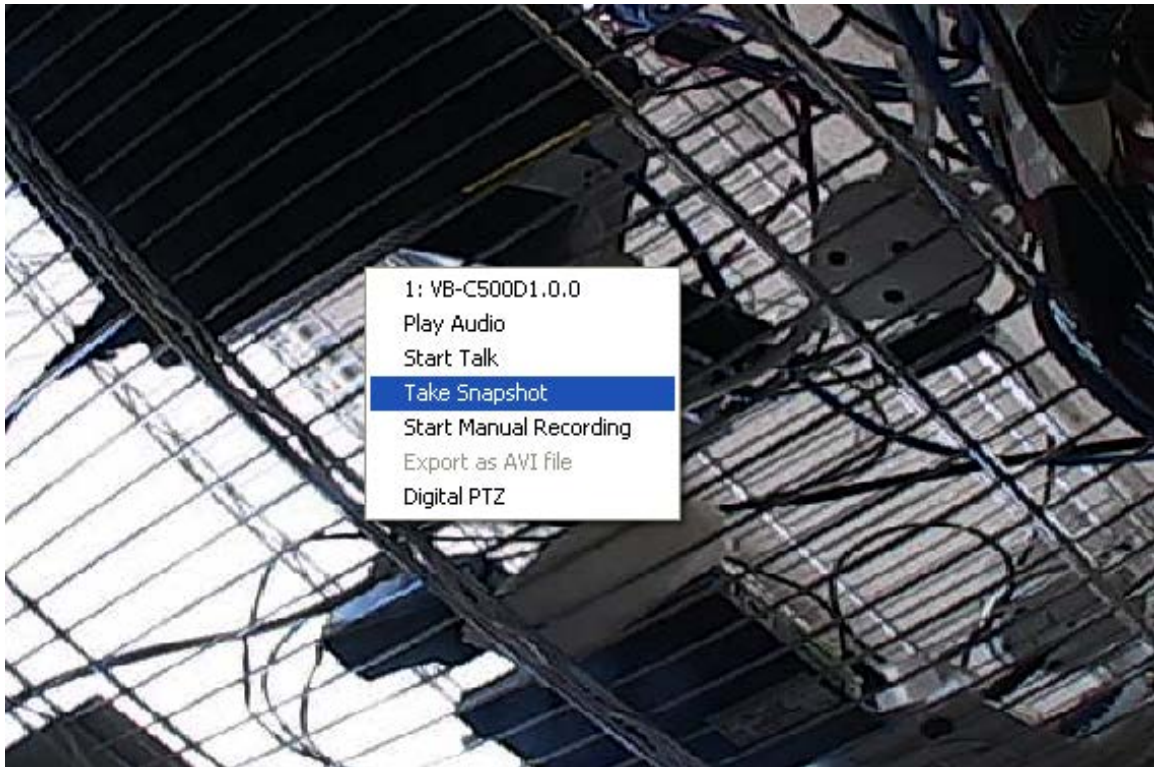 1: VB-C500D1.0.0
Play Audio
Start Talk
Take Snapshot
Start Manual Recording
Export as AVI file
Digital PTZ